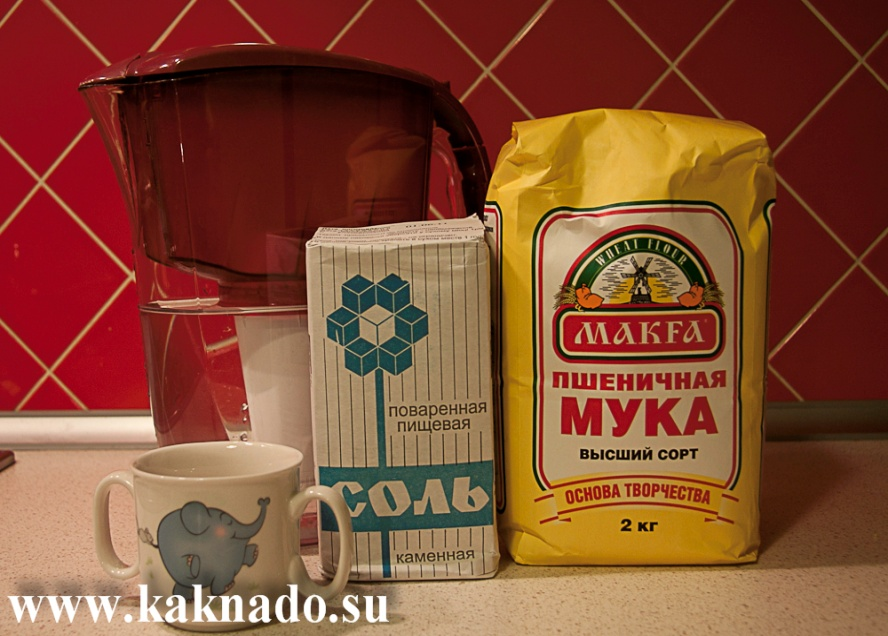 поваренная
пищевая
СОЛЬ
каменная
WHEAT FLOUR
MAKFA
ПШЕНИЧНАЯ
МУКА
ВЫСШИЙ СОРТ
ОСНОВА ТВОРЧЕСТВА
2 кг
www.kaknado.su